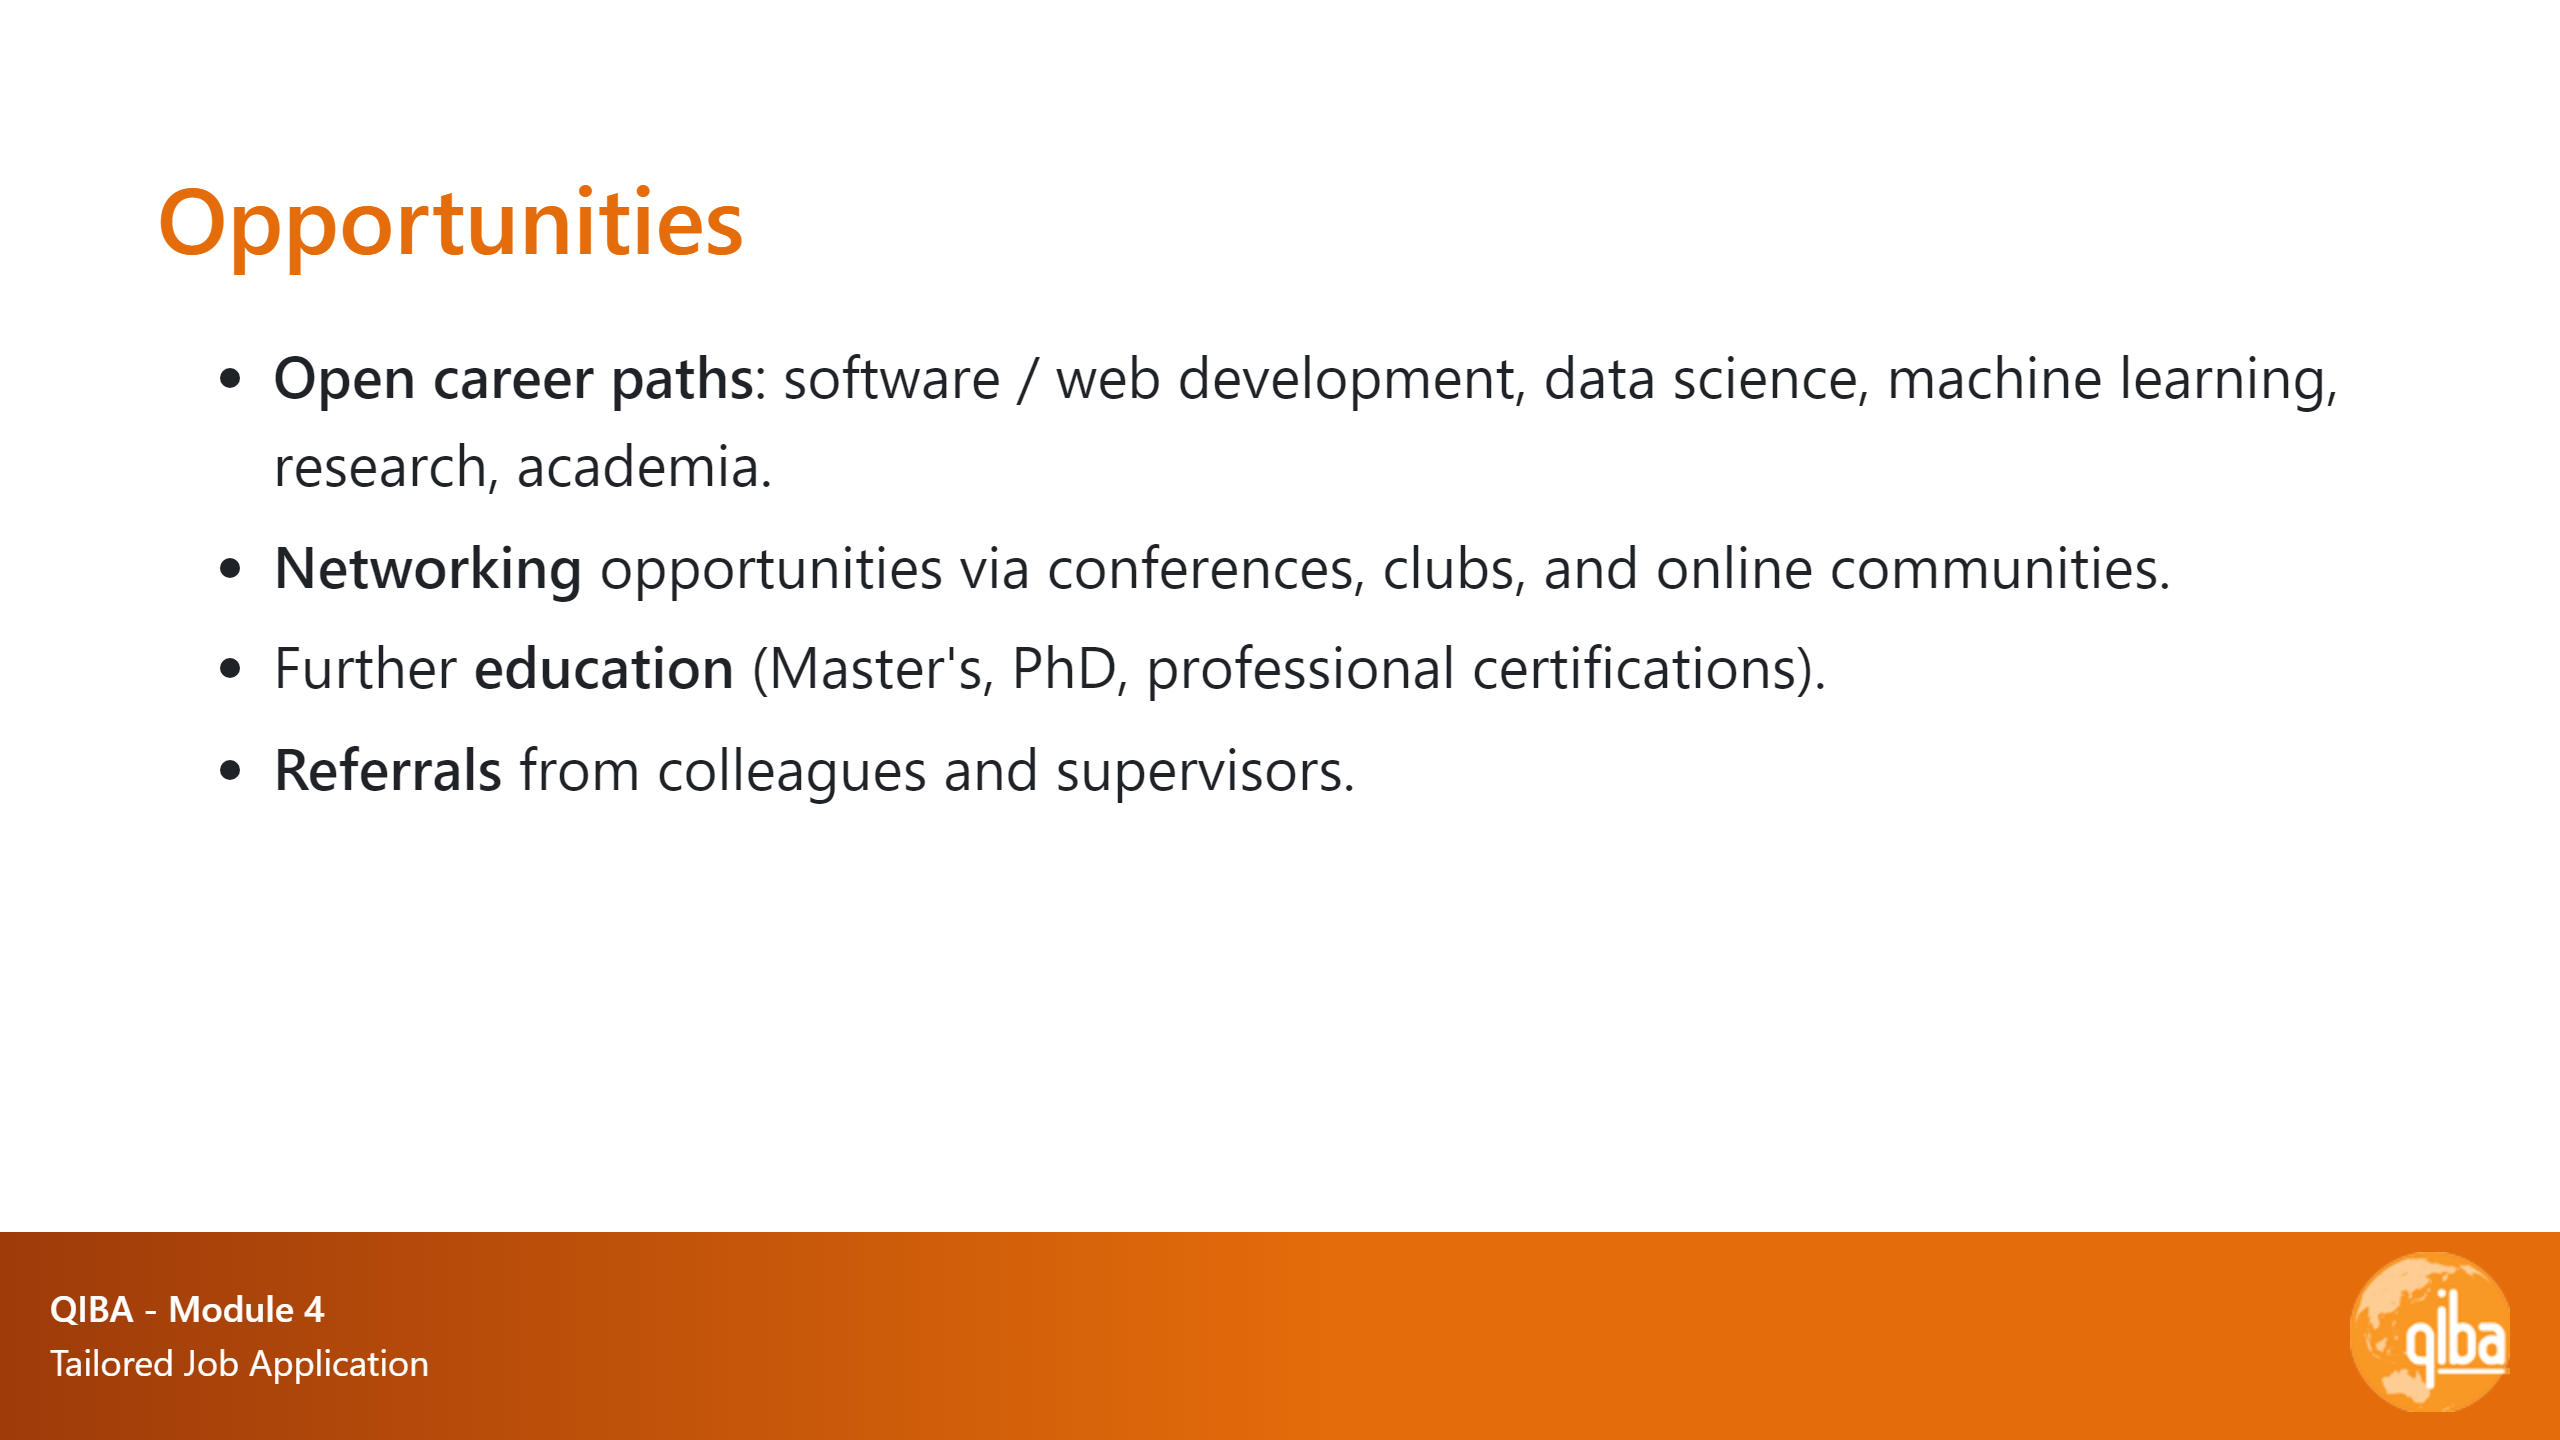 Opportunities
• Open career paths: software / web development, data science, machine learning,
research, academia.
• Networking opportunities via conferences, clubs, and online communities.
• Further education (Master's, PhD, professional certifications).
• Referrals from colleagues and supervisors.
QIBA - Module 4
Tailored Job Application
qiba